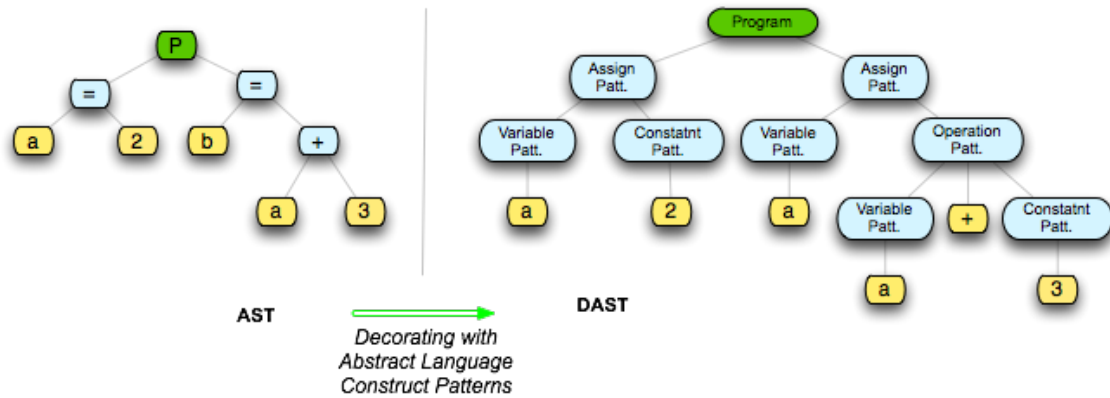 P
=
=
a
2
b
+
a
3
AST
Decorating with
Abstract Language
Construct Patterns
Program
Assign
Patt.
Assign
Patt.
Variable
Patt.
Constatnt
Patt.
Variable
Patt.
Operation
Patt.
a
2
a
Variable
Patt.
+
Constatnt
Patt.
a
3
DAST